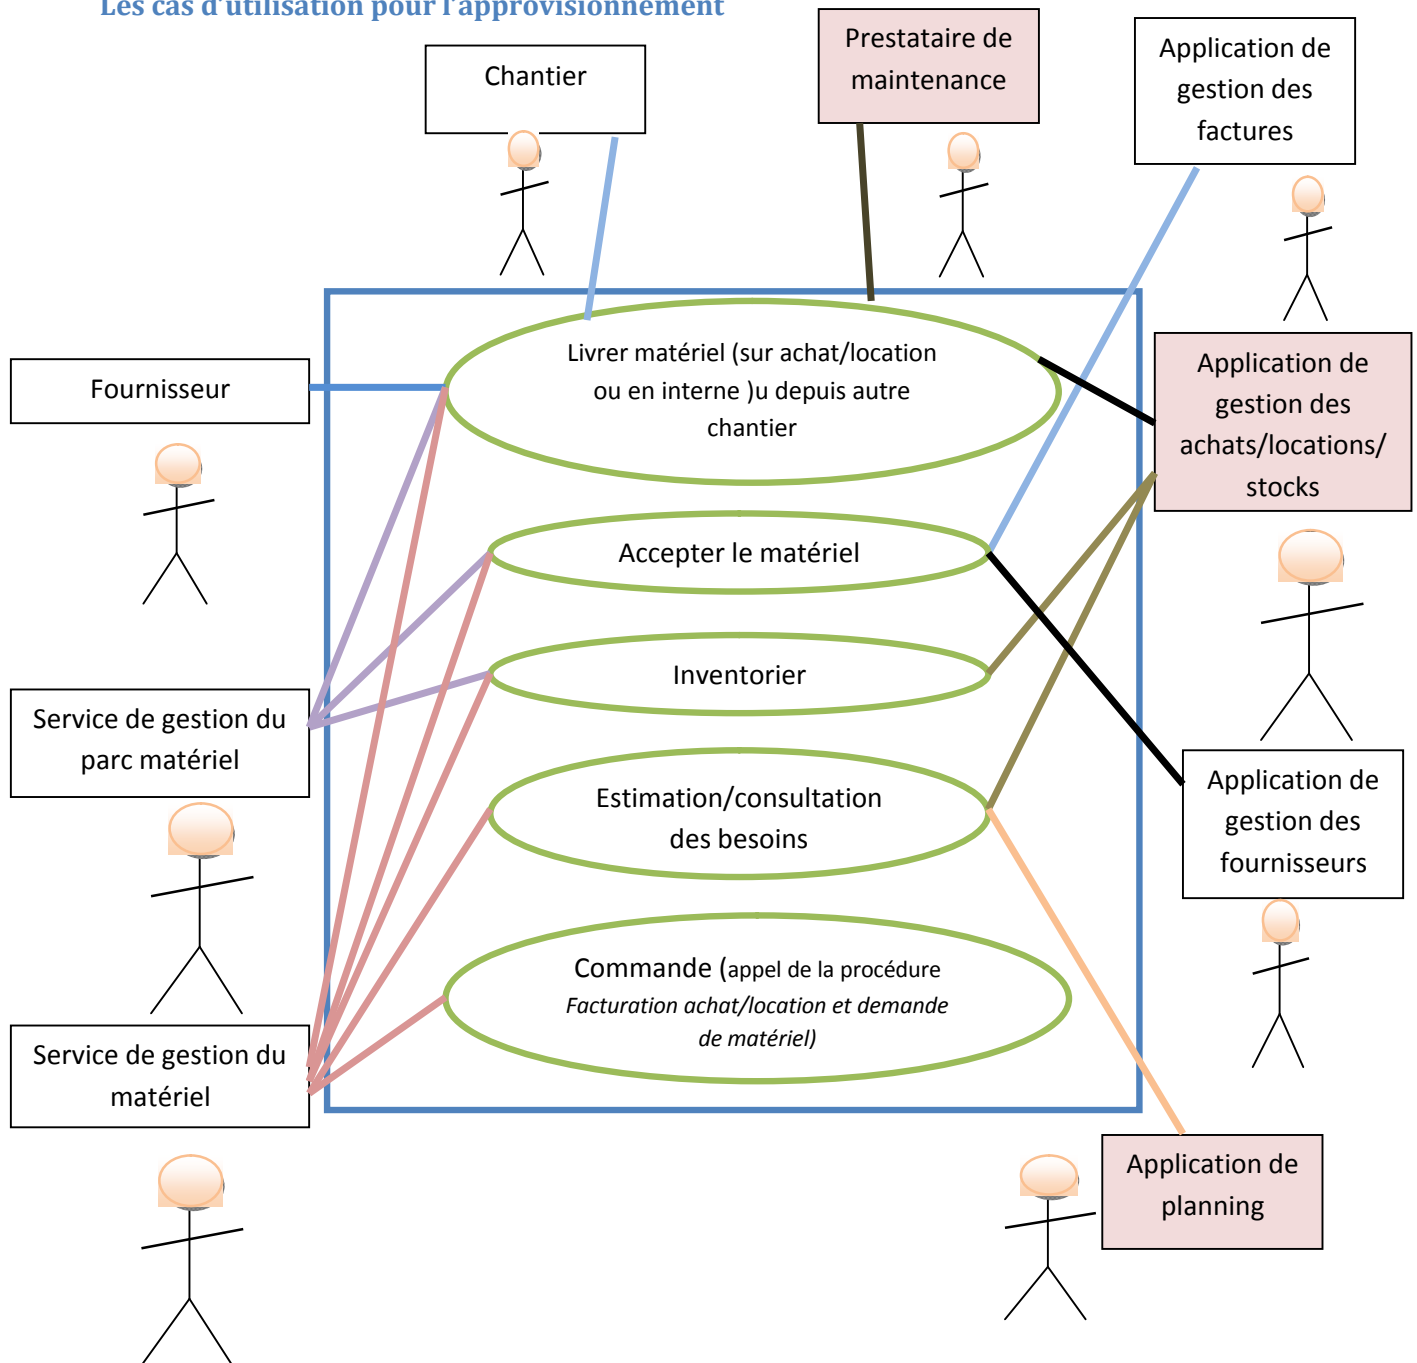 Les cas d'utilisation pour l'approvisionnement
Chantier
Prestataire de
maintenance
Application de
gestion des
factures
Livrer matériel (sur achat/location
ou en interne )u depuis autre
chantier
Fournisseur
Application de
gestion des
achats/locations/
stocks
Accepter le matériel
Inventorier
Service de gestion du
parc matériel
Estimation/consultation
des besoins
Application de
gestion des
fournisseurs
Commande (appel de la procédure
Facturation achat/location et demande
de matériel)
Service de gestion du
matériel
Application de
planning